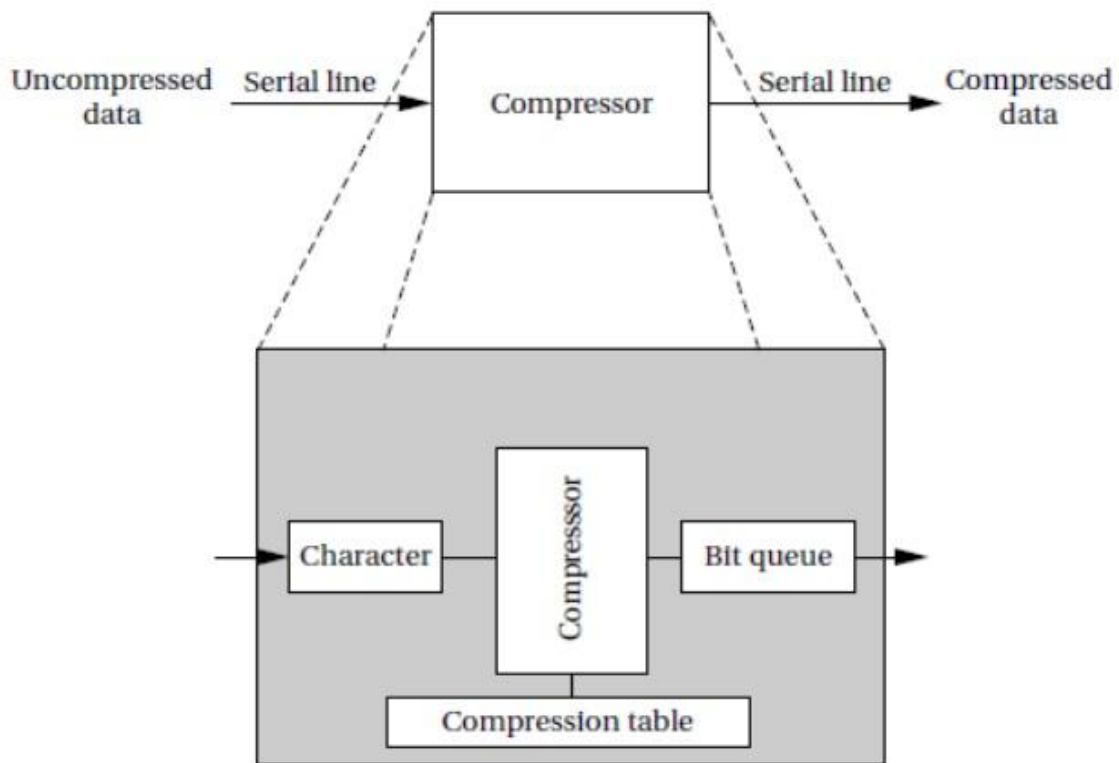 Uncompressed
data
Serial line
Compressor
Serial line
Compressed
data
Character
Compresssor
Bit queue
Compression table